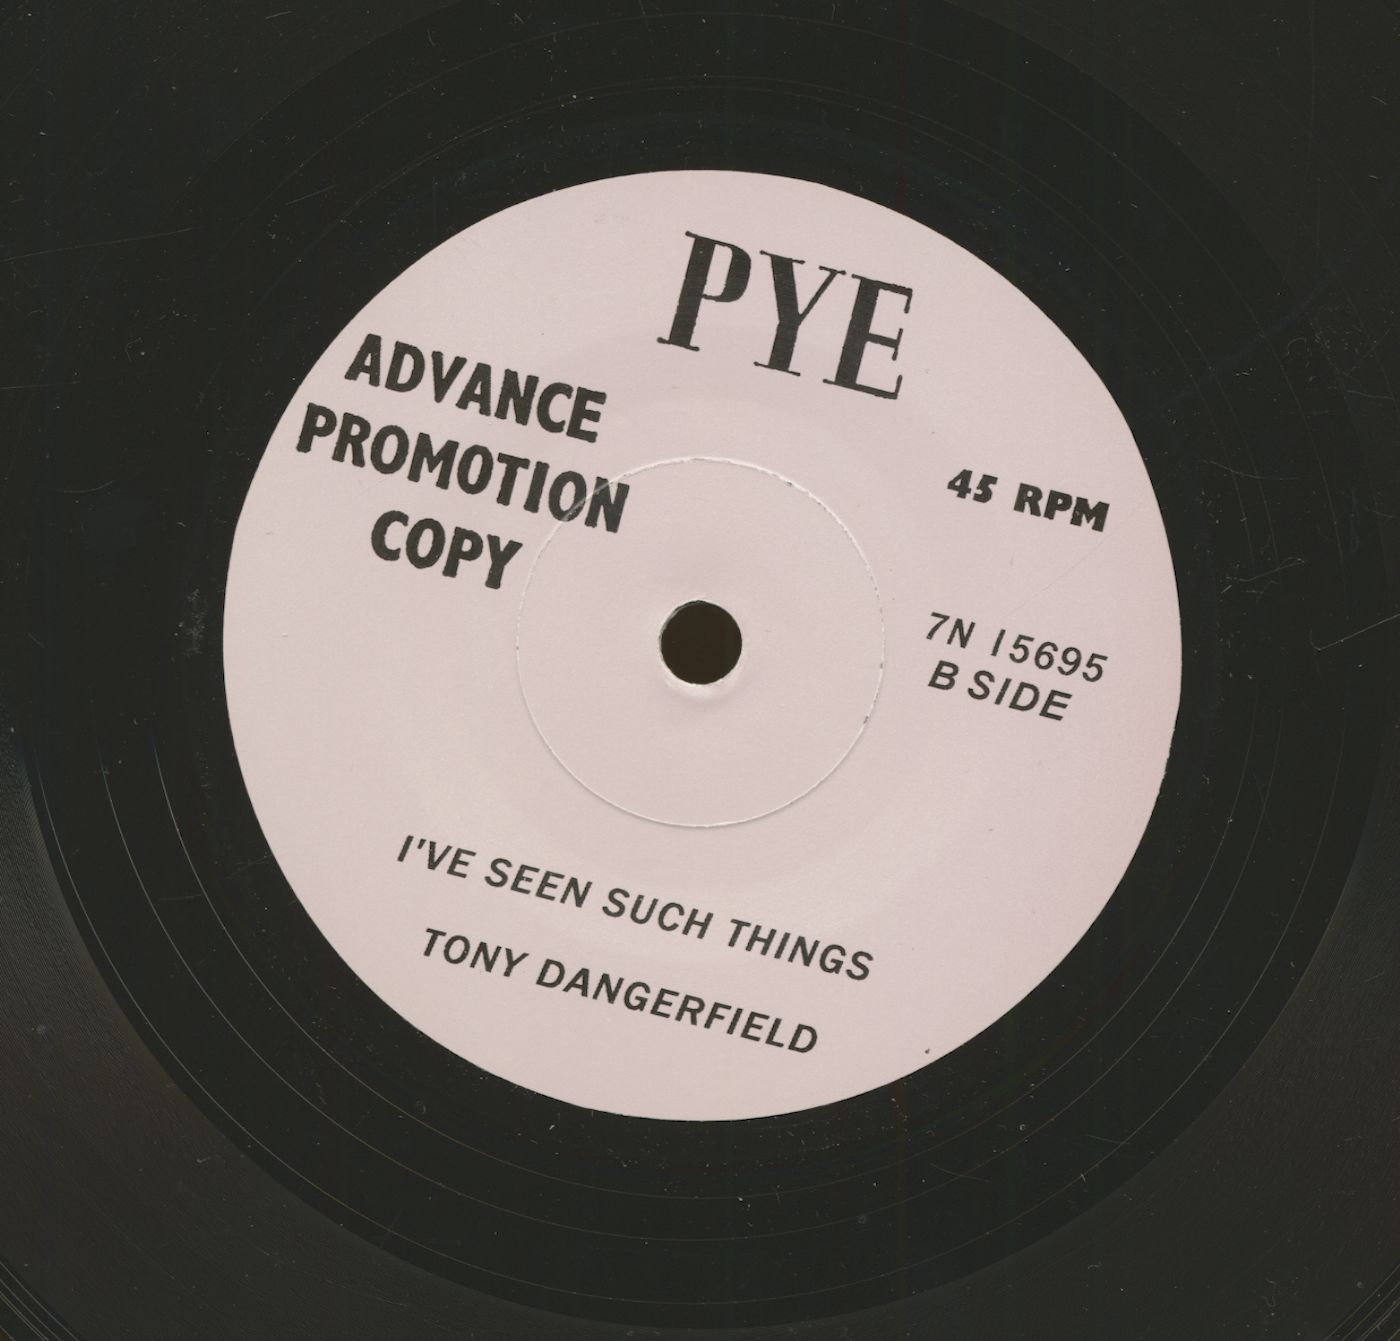 PYE
ADVANCE
PROMOTION
COPY
45 RPM
7N 15695
B SIDE
I'VE SEEN SUCH THINGS
TONY DANGERFIELD